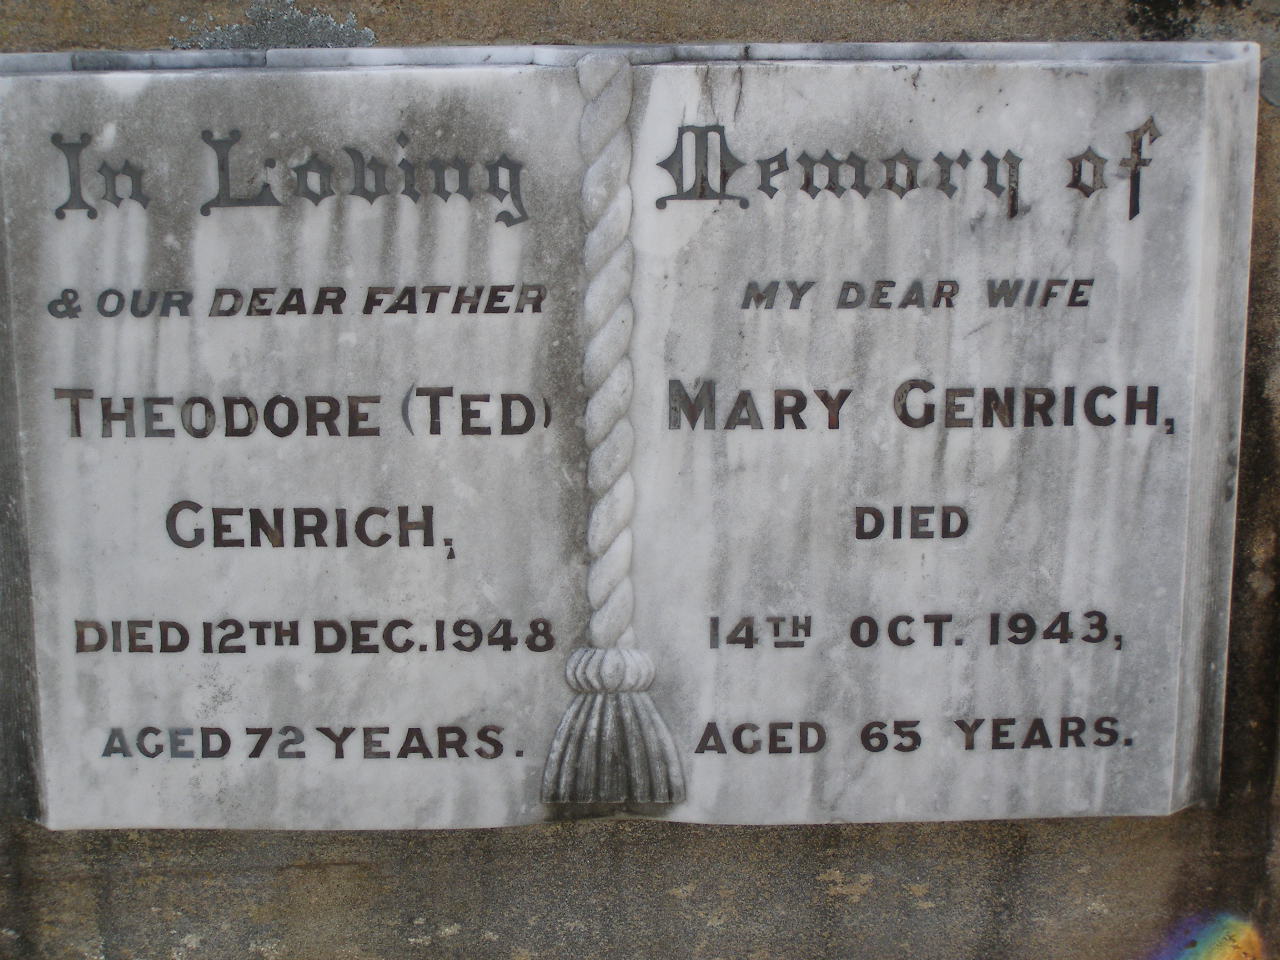 In Loving Memory of
& OUR DEAR FATHER
THEODORE (TED)
GENRICH,
DIED 12TH DEC. 1948
AGED 72 YEARS.
MY DEAR WIFE
MARY GENRICH,
DIED
14TH OCT. 1943,
AGED 65 YEARS.